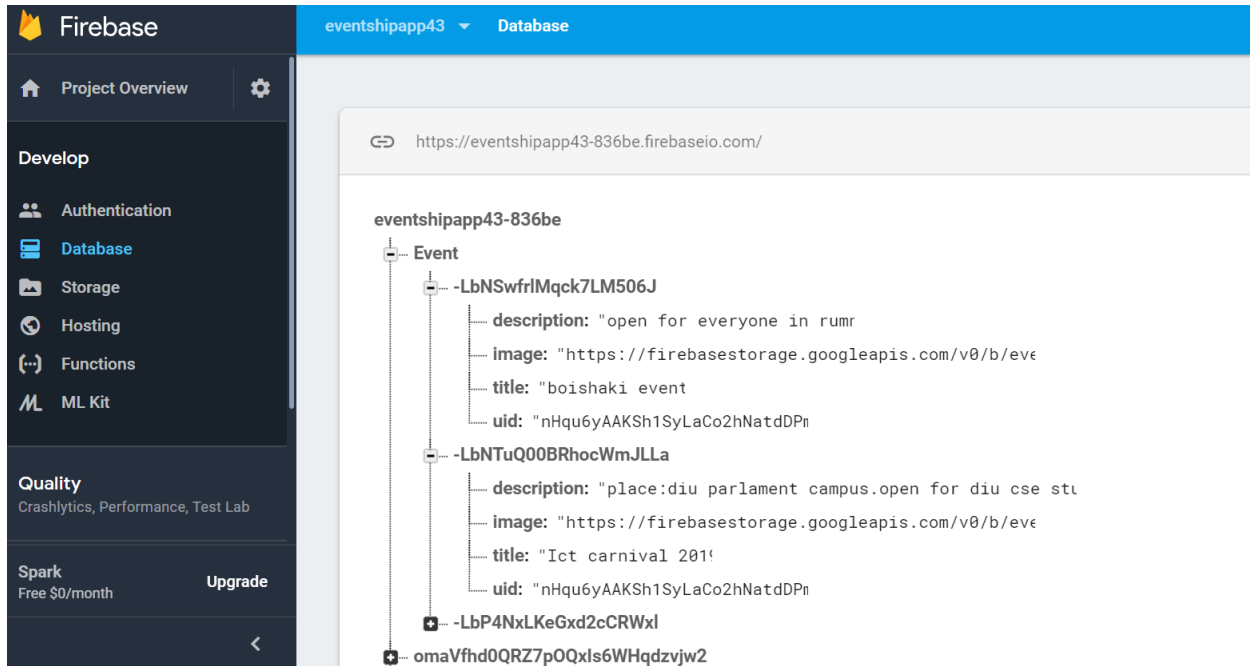 Firebase
eventshipapp43 Database
Project Overview
https://eventshipapp43-836be.firebaseio.com/
Develop
Authentication
Database
Storage
Hosting
Functions
ML Kit
Quality
Crashlytics, Performance, Test Lab
Spark
Free $0/month
Upgrade
eventshipapp43-836be
Event
-LbNSwfrlMqck7LM506J
description: "open for everyone in rumr
image: "https://firebasestorage.googleapis.com/v0/b/eve
title: "boishaki event
uid: "nHqu6yAAKSh1SyLaCo2hNatdDPm
-LbNTuQ00BRhocWmJLLa
description: "place:diu parlament campus.open for diu cse stu
image: "https://firebasestorage.googleapis.com/v0/b/eve
title: "Ict carnival 2019
uid: "nHqu6yAAKSh1SyLaCo2hNatdDPm
-LbP4NxLKeGxd2cCRWxl
omaVfhd0QRZ7pOQxIs6WHqdzvjw2